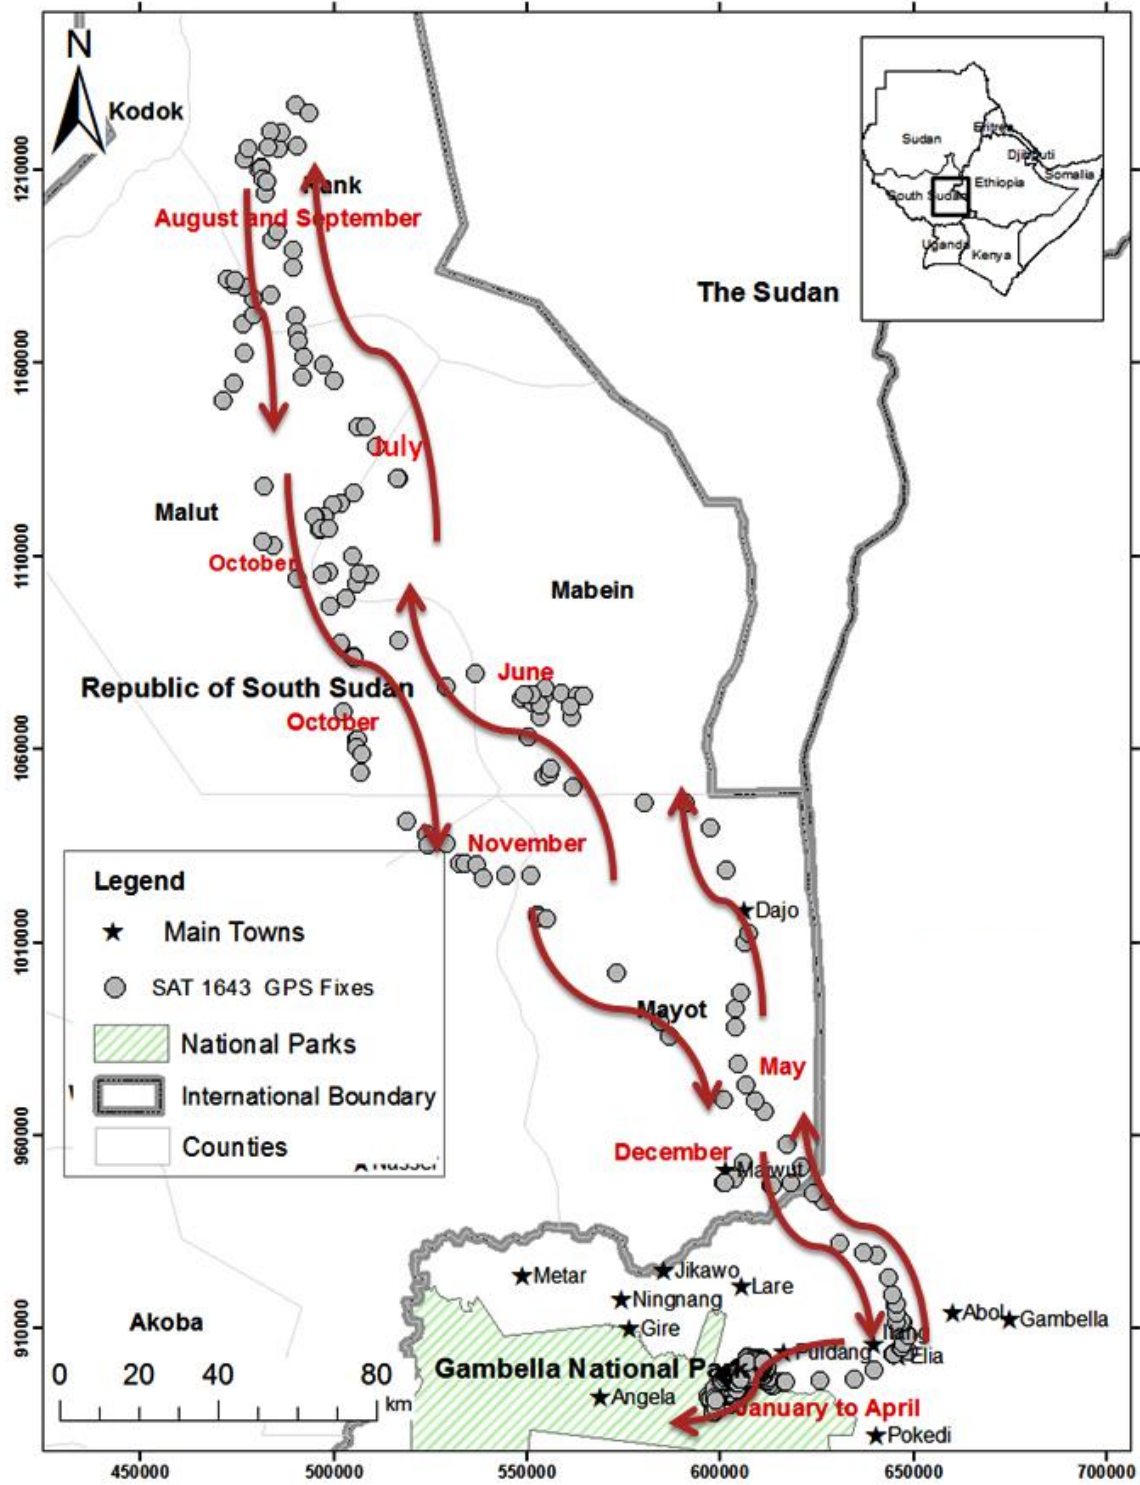 N
Kodok
Sudan
Eritrea
Djibouti
Somalia
Ethiopia
South Sudan
Uganda
Kenya
August and September
The Sudan
July
Malut
October
Mabein
June
Republic of South Sudan
October
November
Legend
Main Towns
SAT 1643 GPS Fixes
National Parks
International Boundary
Counties
Dajo
Mayot
May
December
Maiwut
Metar
Jikawo
Lare
Ningnang
Gire
Abol
Gambella
Akoba
Itang
Elia
Puldang
Gambella National Park
Angela
January to April
Pokedi
0 20 40 80
km
1210000
1160000
1110000
1060000
1010000
960000
910000
450000 500000 550000 600000 650000 700000